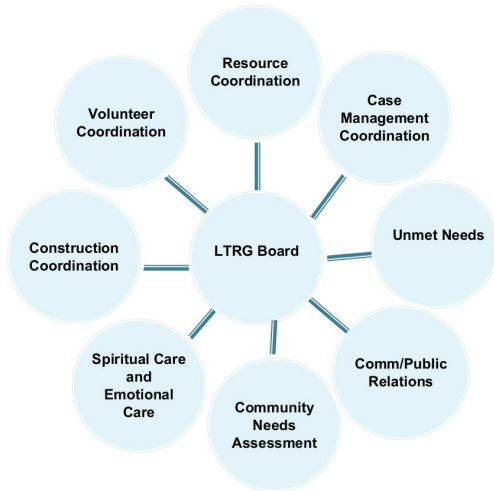 Resource
Coordination
Case
Management
Coordination
Unmet Needs
Comm/Public
Relations
Community
Needs
Assessment
Spiritual Care
and
Emotional
Care
Construction
Coordination
Volunteer
Coordination
LTRG Board